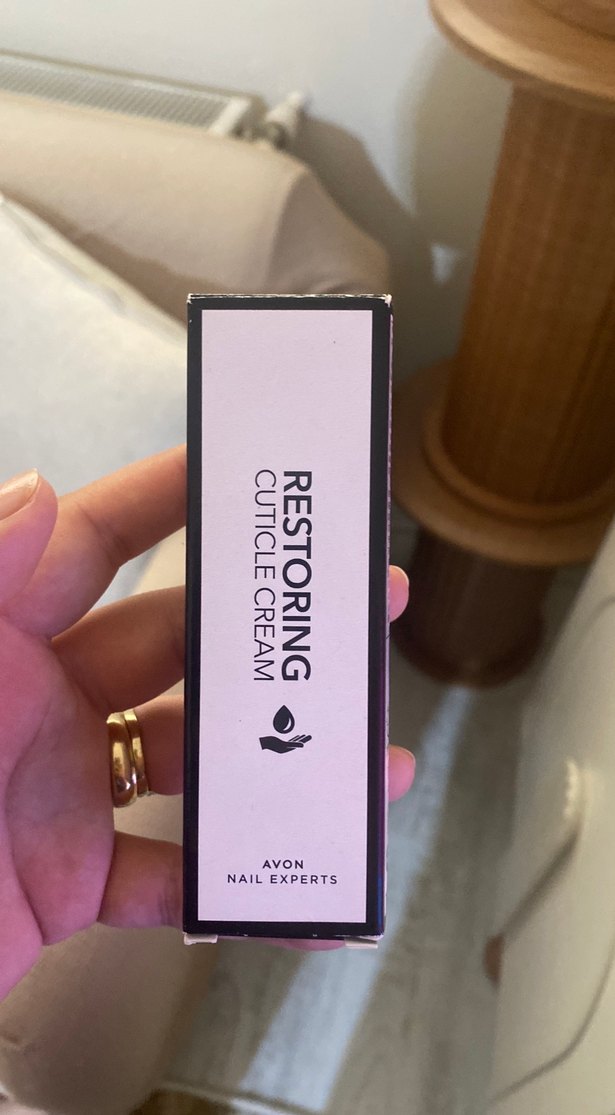 RESTORING
CUTICLE CREAM
AVON
NAIL EXPERTS